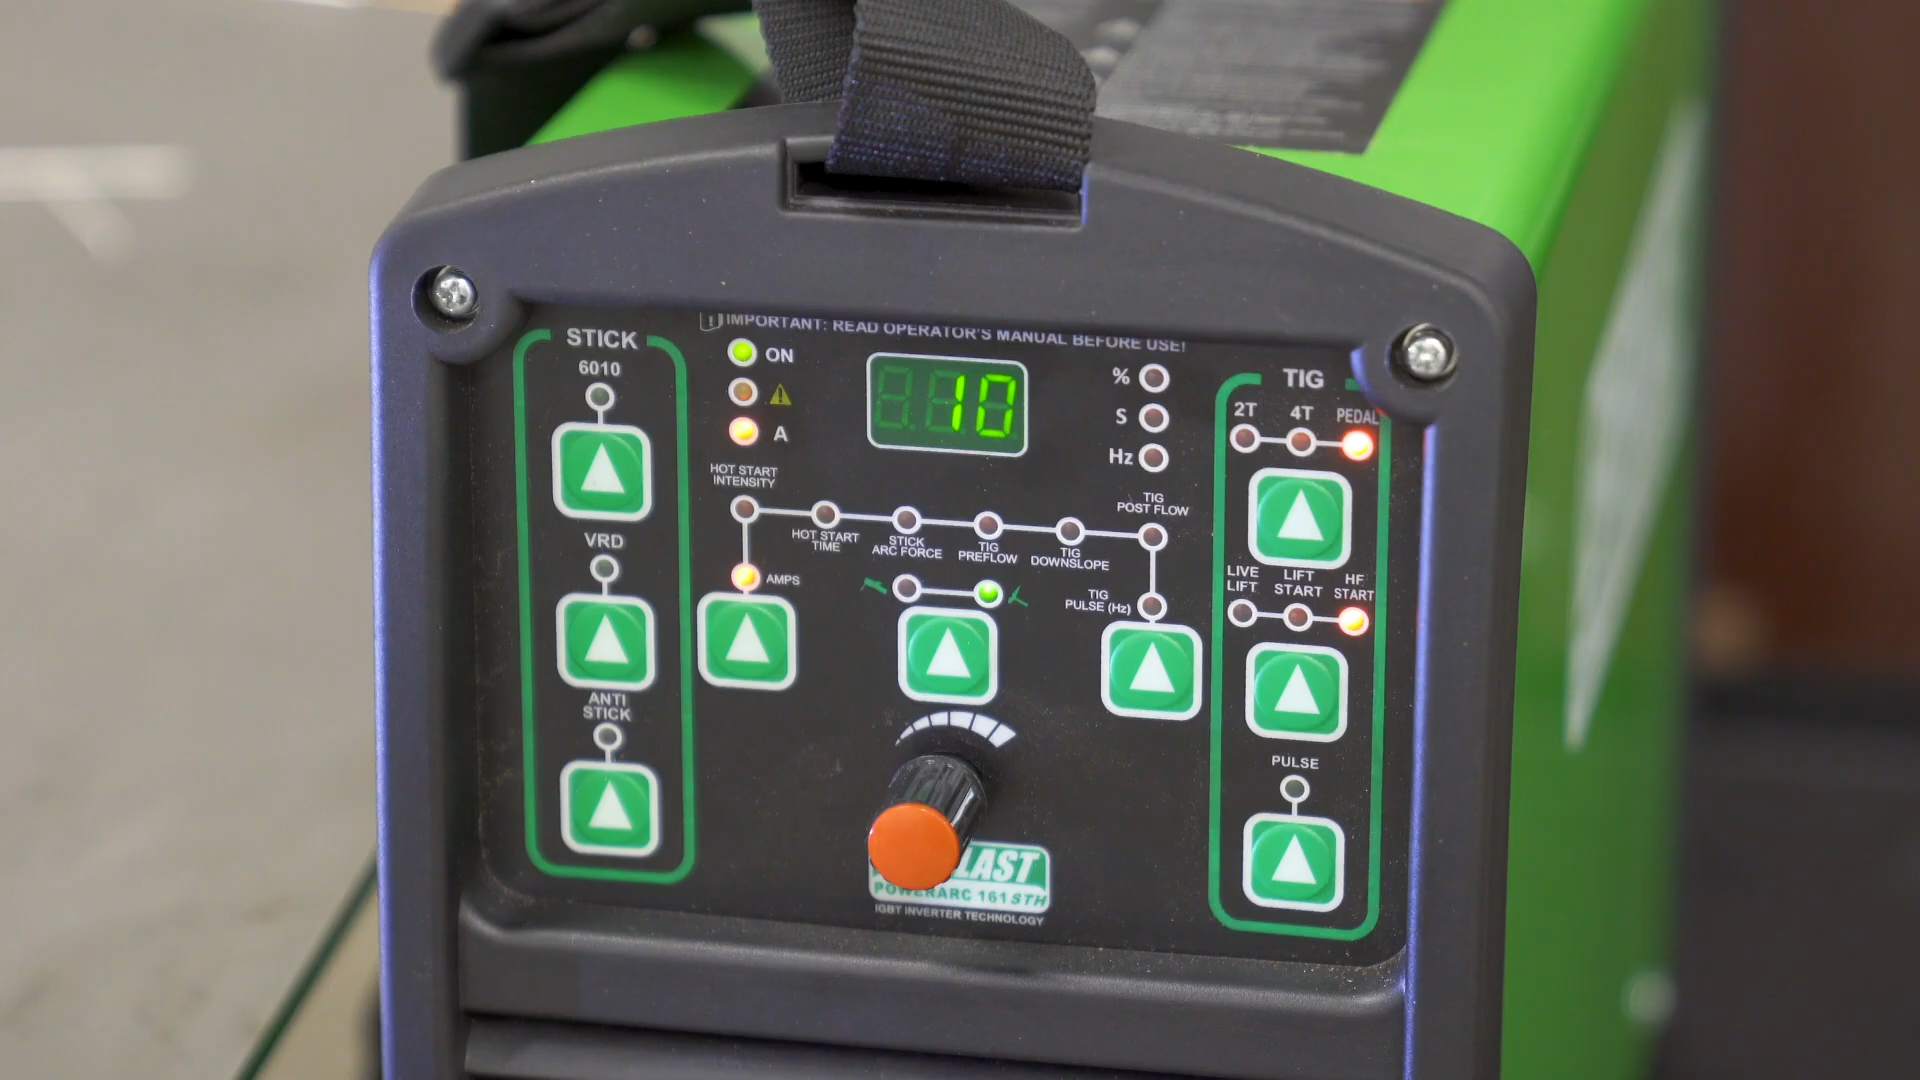 IMPORTANT: READ OPERATOR'S MANUAL BEFORE USE!
STICK
6010
VRD
ANTI
STICK
ON
A
10
%
S
Hz
HOT START
INTENSITY
HOT START
TIME
STICK
ARC FORCE
TIG
PREFLOW
TIG
DOWNSLOPE
TIG
POST FLOW
AMPS
TIG
PULSE (Hz)
TIG
2T 4T PEDAL
LIVE
LIFT
LIFT
START
HF
START
PULSE
LAST
POWERARC 161STH
IGBT INVERTER TECHNOLOGY